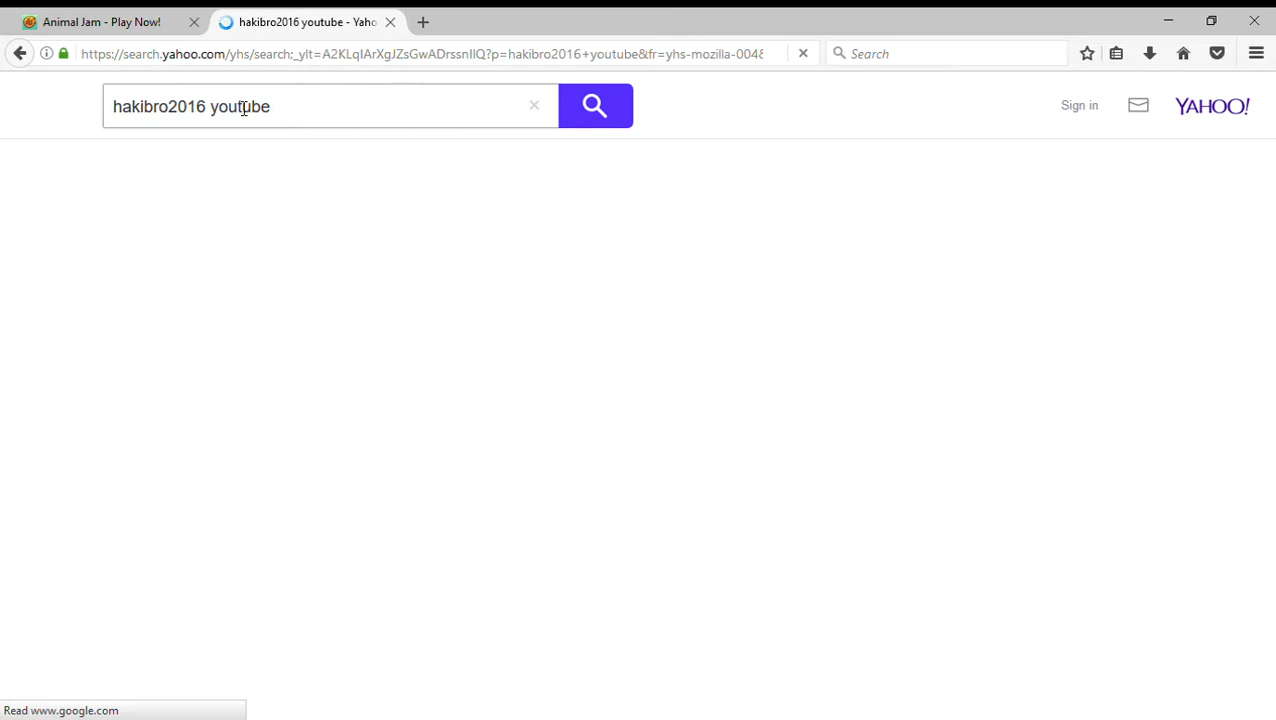 Animal Jam - Play Now!
hakibro2016 youtube - Yaho
https://search.yahoo.com/yhs/search;_ylt=A2KLqIArXgJZsGwADrssnIlQ?p=hakibro2016+youtube&fr=yhs-mozilla-004&
Search
hakibro2016 youtube
Sign in
YAHOO!
Read www.google.com